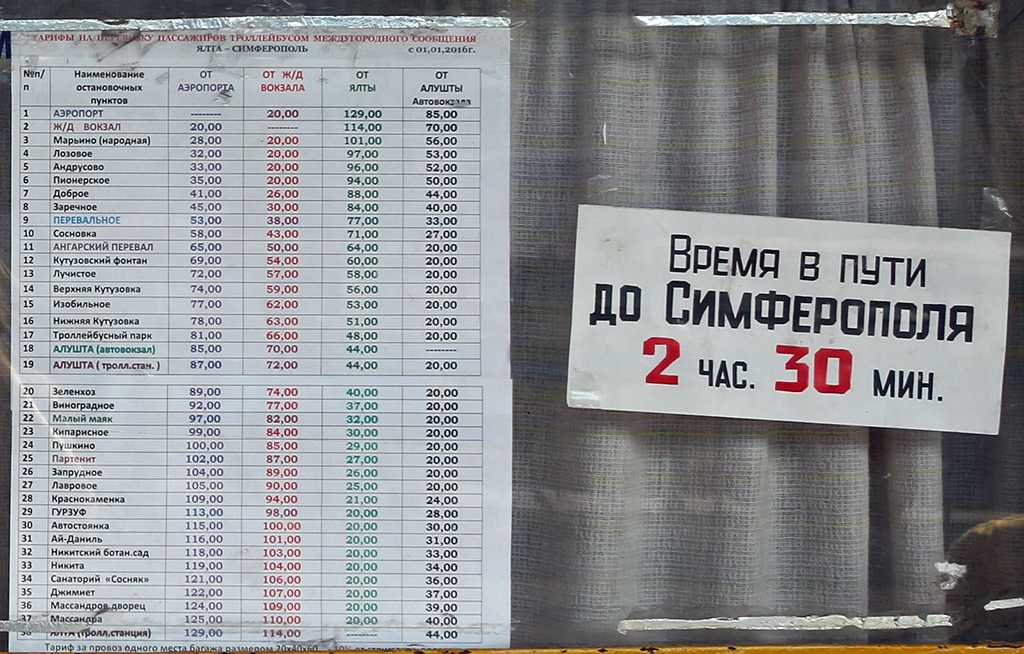 ТАРИФЫ НА ПЕРЕВОЗКУ ПАССАЖИРОВ ТРОЛЛЕЙБУСОМ МЕЖДУГОРОДНОГО СООБЩЕНИЯ
ЯЛТА – СИМФЕРОПОЛЬ с 01.01.2016г.
№п/п Наименование остановочных пунктов ОТ АЭРОПОРТА ОТ Ж/Д ВОКЗАЛА ОТ ЯЛТЫ ОТ АЛУШТЫ Автовокзала
1 АЭРОПОРТ -------- 20,00 129,00 85,00
2 Ж/Д ВОКЗАЛ 20,00 -------- 114,00 70,00
3 Марьино (народная) 28,00 20,00 101,00 56,00
4 Лозовое 32,00 20,00 97,00 53,00
5 Андрусово 33,00 20,00 96,00 52,00
6 Пионерское 35,00 20,00 94,00 50,00
7 Доброе 41,00 26,00 88,00 44,00
8 Заречное 45,00 30,00 84,00 40,00
9 ПЕРЕВАЛЬНОЕ 53,00 38,00 77,00 33,00
10 Сосновка 58,00 43,00 71,00 27,00
11 АНГАРСКИЙ ПЕРЕВАЛ 65,00 50,00 64,00 20,00
12 Кутузовский фонтан 69,00 54,00 60,00 20,00
13 Лучистое 72,00 57,00 58,00 20,00
14 Верхняя Кутузовка 74,00 59,00 56,00 20,00
15 Изобильное 77,00 62,00 53,00 20,00
16 Нижняя Кутузовка 78,00 63,00 51,00 20,00
17 Троллейбусный парк 81,00 66,00 48,00 20,00
18 АЛУШТА (автовокзал) 85,00 70,00 44,00 --------
19 АЛУШТА ( тролл.стан. ) 87,00 72,00 44,00 20,00
20 Зеленхоз 89,00 74,00 40,00 20,00
21 Виноградное 92,00 77,00 37,00 20,00
22 Малый маяк 97,00 82,00 32,00 20,00
23 Кипарисное 99,00 84,00 30,00 20,00
24 Пушкино 100,00 85,00 29,00 20,00
25 Партенит 102,00 87,00 27,00 20,00
26 Запрудное 104,00 89,00 26,00 20,00
27 Лавровое 105,00 90,00 25,00 20,00
28 Краснокаменка 109,00 94,00 21,00 24,00
29 ГУРЗУФ 113,00 98,00 20,00 28,00
30 Автостоянка 115,00 100,00 20,00 30,00
31 Ай-Даниль 116,00 101,00 20,00 31,00
32 Никитский ботан.сад 118,00 103,00 20,00 33,00
33 Никита 119,00 104,00 20,00 34,00
34 Санаторий «Сосняк» 121,00 106,00 20,00 36,00
35 Джимиет 122,00 107,00 20,00 37,00
36 Массандров дворец 124,00 109,00 20,00 39,00
37 Массандра 125,00 110,00 20,00 40,00
38 ЯЛТА (тролл.станция) 129,00 114,00 -------- 44,00
Тариф за провоз одного места багажа размером 20х40х60
Время в пути
до Симферополя
2 час. 30 мин.